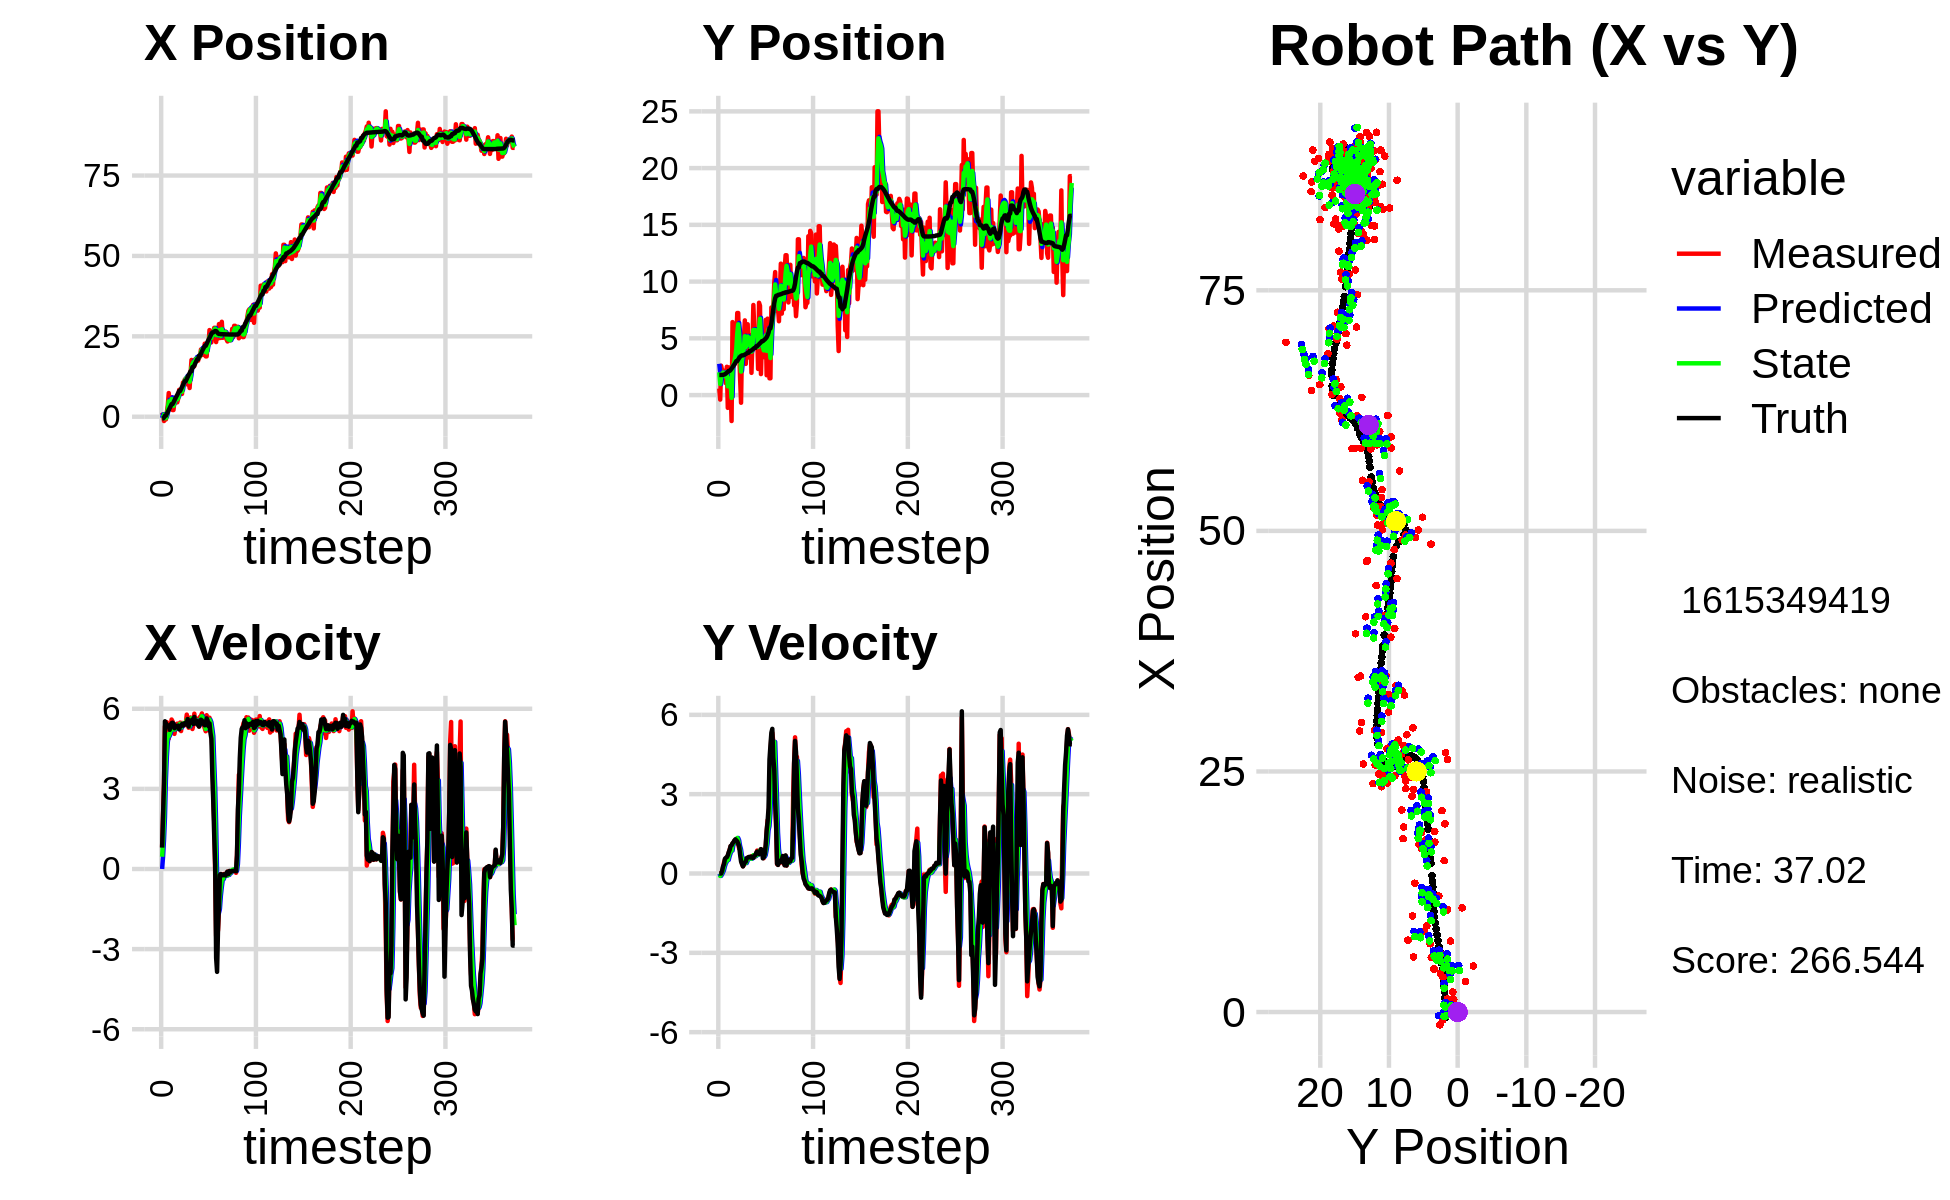 X Position
75
50
25
0
0
100
200
300
timestep
Y Position
25
20
15
10
5
0
0
100
200
300
timestep
X Velocity
6
3
0
-3
-6
0
100
200
300
timestep
Y Velocity
6
3
0
-3
-6
0
100
200
300
timestep
Robot Path (X vs Y)
X Position
75
50
25
0
20 10 0 -10 -20
Y Position
variable
Measured
Predicted
State
Truth
1615349419
Obstacles: none
Noise: realistic
Time: 37.02
Score: 266.544